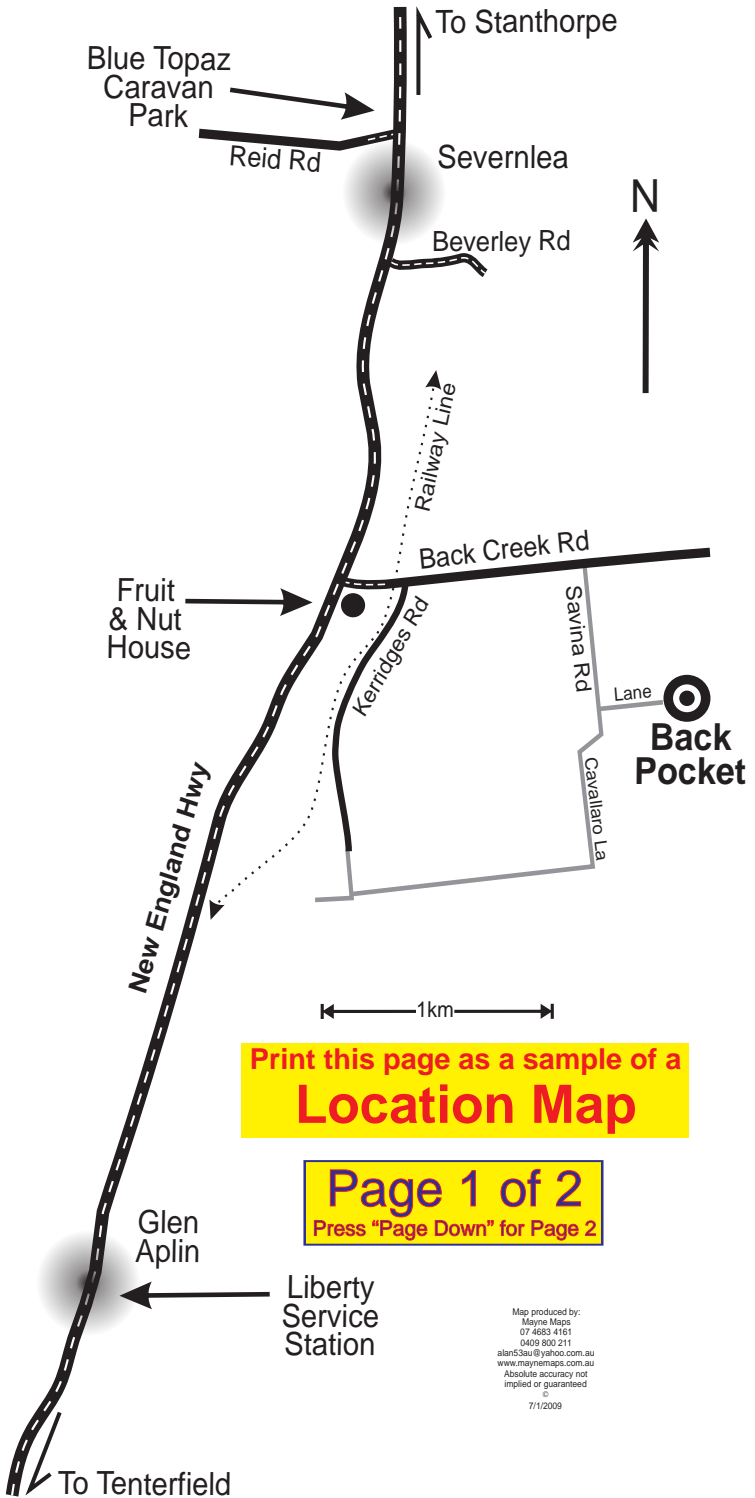 To Stanthorpe
Blue Topaz
Caravan
Park
Reid Rd
Severnlea
N
Beverley Rd
Railway Line
Back Creek Rd
Fruit
& Nut
House
Kerridges Rd
Savina Rd
Lane
Back
Pocket
Cavallaro La
New England Hwy
1km
Print this page as a sample of a
Location Map
Page 1 of 2
Press “Page Down” for Page 2
Glen
Aplin
Liberty
Service
Station
Map produced by:
Mayne Maps
07 4683 4161
0409 800 211
alan53au@yahoo.com.au
www.maynemaps.com.au
Absolute accuracy not
implied or guaranteed
©
7/1/2009
To Tenterfield